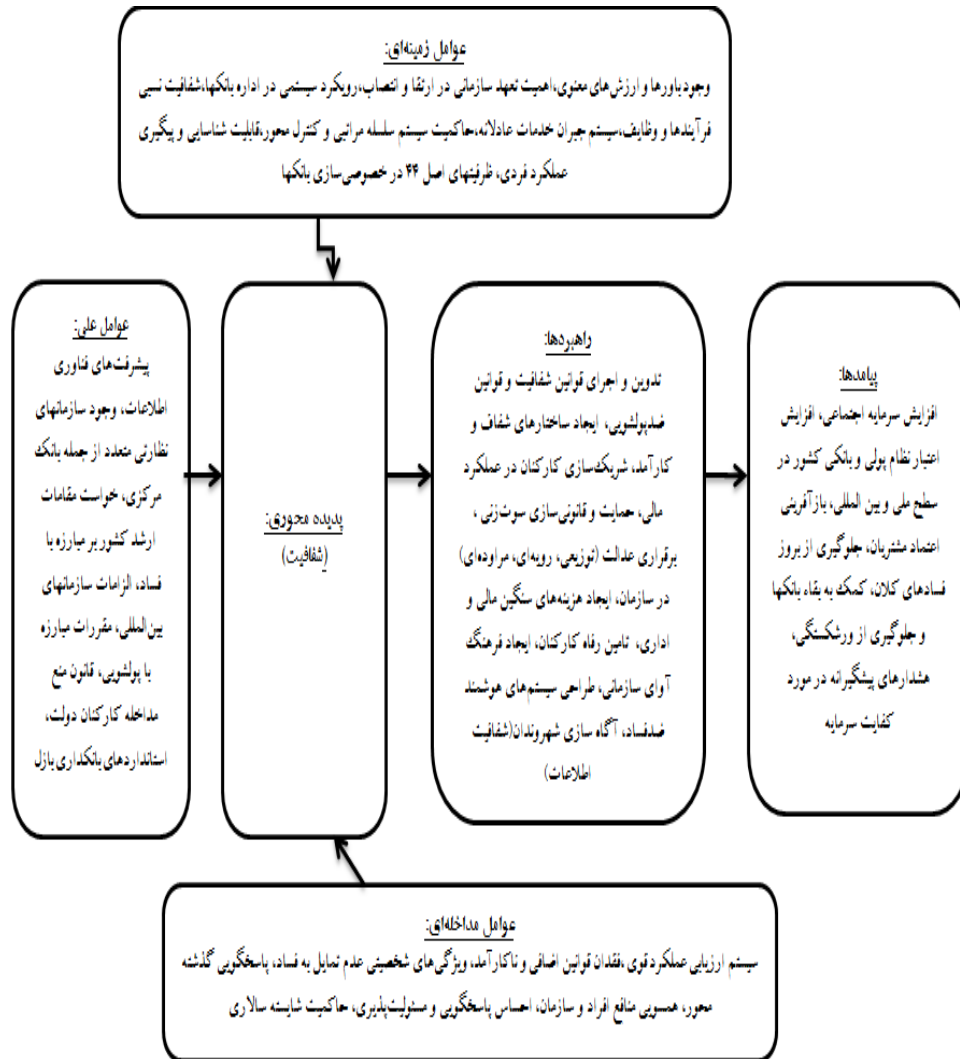 عوامل زمینه‌ای:
وجود باورها و ارزش‌های معنوی،اهمیت تعهد سازمانی در ارتقا و انتصاب،رویکرد سیستمی در اداره بانکها،شفافیت نسبی
فرآیندها و وظایف،سیستم جبران خدمات عادلانه،حاکمیت سیستم سلسله مراتبی و کنترل محور،قابلیت شناسایی و پیگیری
عملکرد فردی، ظرفیتهای اصل ۴۴ در خصوصی‌سازی بانکها
عوامل علی:
پیشرفت‌های فناوری
اطلاعات، وجود سازمانهای
نظارتی متعدد از جمله بانک
مرکزی، خواست مقامات
ارشد کشور بر مبارزه با
فساد، الزامات سازمانهای
بین‌المللی، مقررات مبارزه
با پولشویی، قانون منع
مداخله کارکنان دولت،
استانداردهای بانکداری بازل
پدیده محوری:
(شفافیت)
راهبردها:
تدوین و اجرای قوانین شفافیت و قوانین
ضدپولشویی، ایجاد ساختارهای شفاف و
کارآمد، شریک‌سازی کارکنان در عملکرد
مالی، حمایت و قانونی‌سازی سوت‌زنی ،
برقراری عدالت (توزیعی، رویه‌ای، مراوده‌ای)
در سازمان، ایجاد هزینه‌های سنگین مالی و
اداری، تامین رفاه کارکنان، ایجاد فرهنگ
آوای سازمانی، طراحی سیستم‌های هوشمند
ضدفساد، آگاه سازی شهروندان(شفافیت
اطلاعات)
پیامدها:
افزایش سرمایه اجتماعی، افزایش
اعتبار نظام پولی و بانکی کشور در
سطح ملی و بین المللی، بازآفرینی
اعتماد مشتریان، جلوگیری از بروز
فسادهای کلان، کمک به بقاء بانکها
و جلوگیری از ورشکتگی،
هشدارهای پیشگیرانه در مورد
کفایت سرمایه
عوامل مداخله‌ای:
سیستم ارزیابی عملکرد قوی ،فقدان قوانین اضافی و ناکارآمد، ویژگی‌های شخصیتی عدم تمایل به فساد، پاسخگویی گذشته
محور، همسویی منافع افراد و سازمان، احساس پاسخگویی و مسئولیت‌پذیری، حاکمیت شایسته سالاری